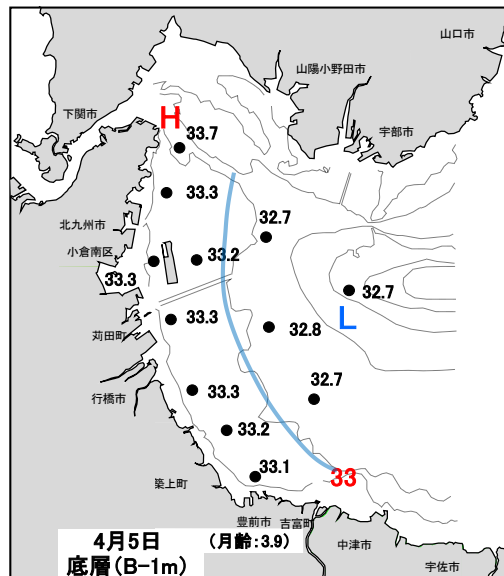 山口市
山陽小野田市
下関市
宇部市
H
33.7
33.3
北九州市
32.7
小倉南区
33.2
33.3
32.7
L
33.3
32.8
苅田町
33.3
32.7
行橋市
33.2
33.1
33
築上町
豊前市
吉富町
中津市
宇佐市
4月5日 (月齢:3.9)
底層(B-1m)